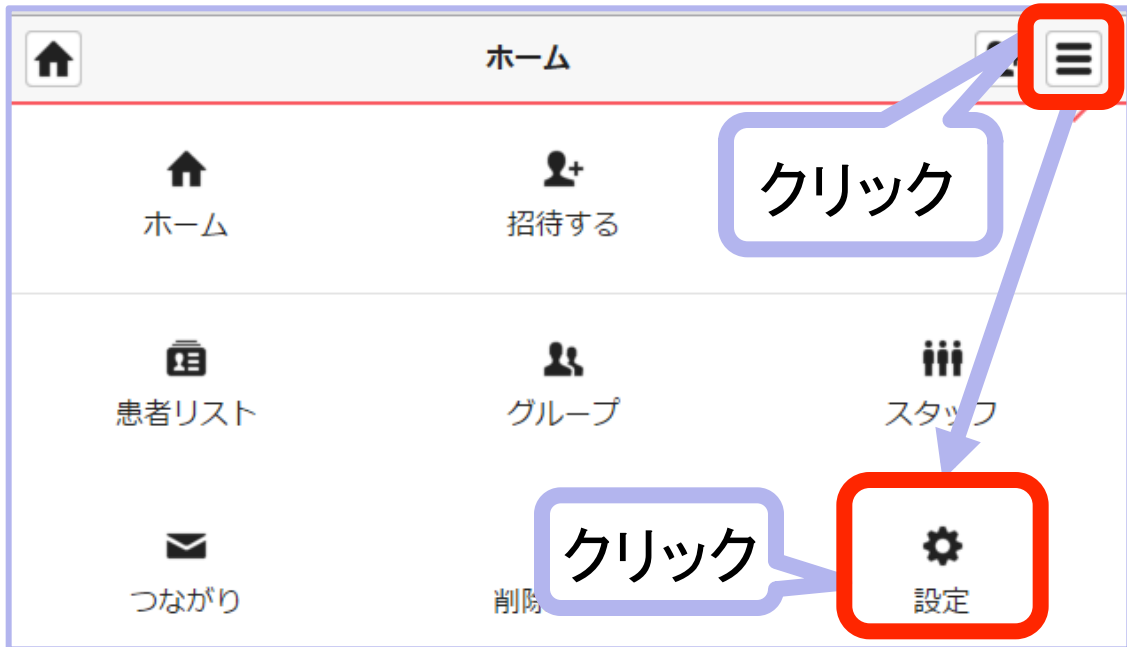 ホーム
クリック
ホーム
招待する
患者リスト
グループ
スタッフ
クリック
つながり
削除
設定